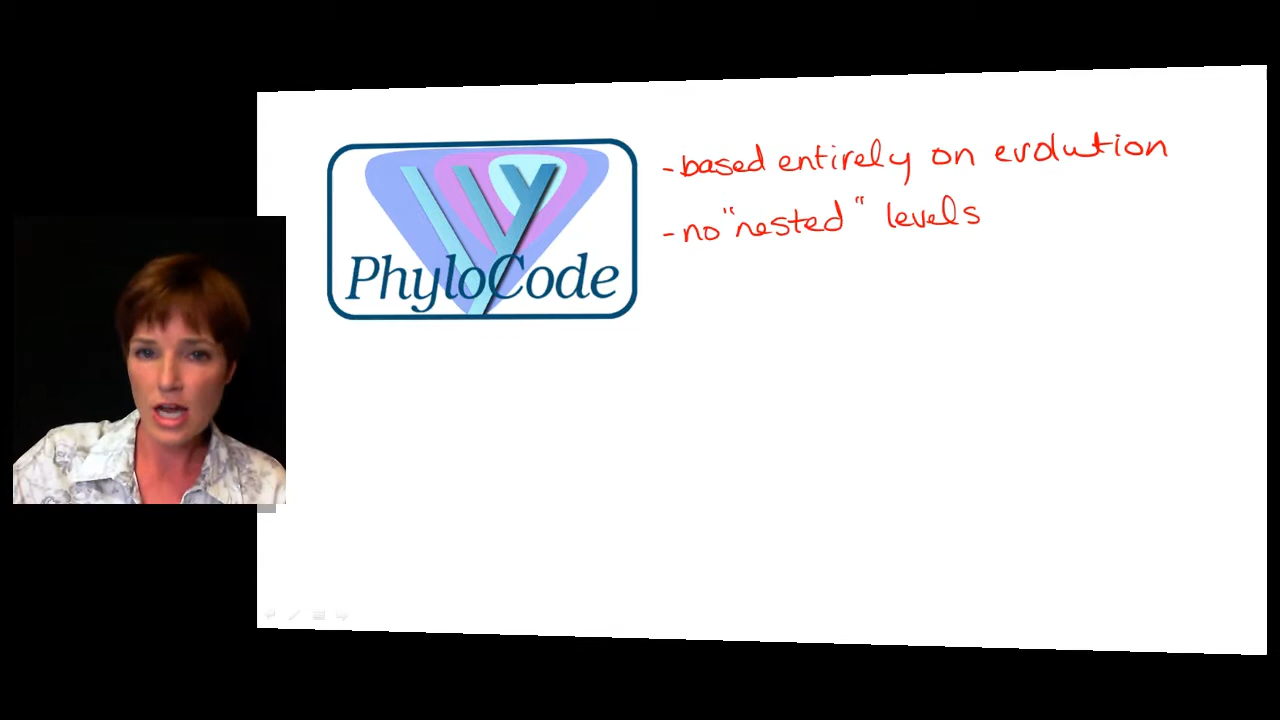 PhyloCode
-based entirely on evolution
-no "nested" levels